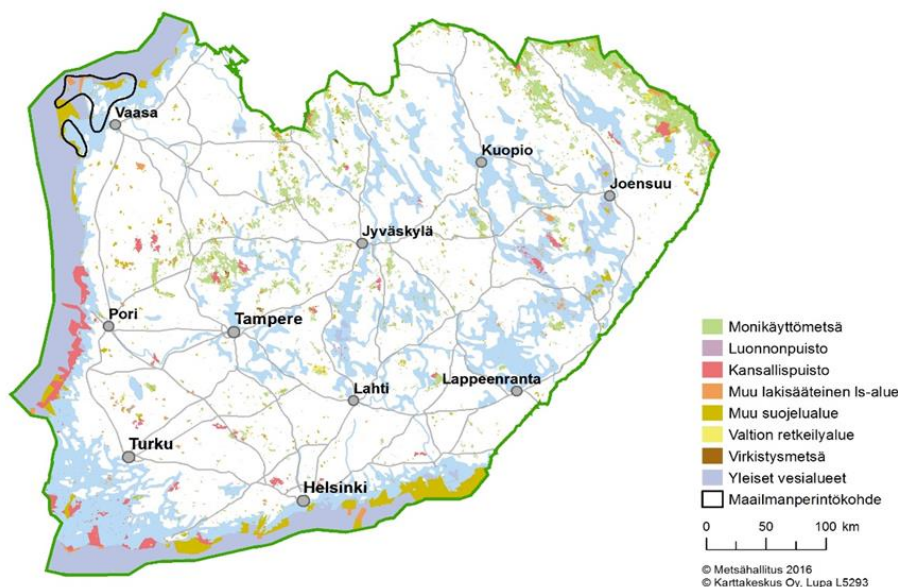 Vaasa
Kuopio
Joensuu
Jyväskylä
Pori
Tampere
Lahti
Lappeenranta
Turku
Helsinki
Monikäyttömetsä
Luonnonpuisto
Kansallispuisto
Muu lakisääteinen ls-alue
Muu suojelualue
Valtion retkeilyalue
Virkistysmetsä
Yleiset vesialueet
Maailmanperintökohde
0 50 100 km
© Metsähallitus 2016
© Karttakeskus Oy, Lupa L5293